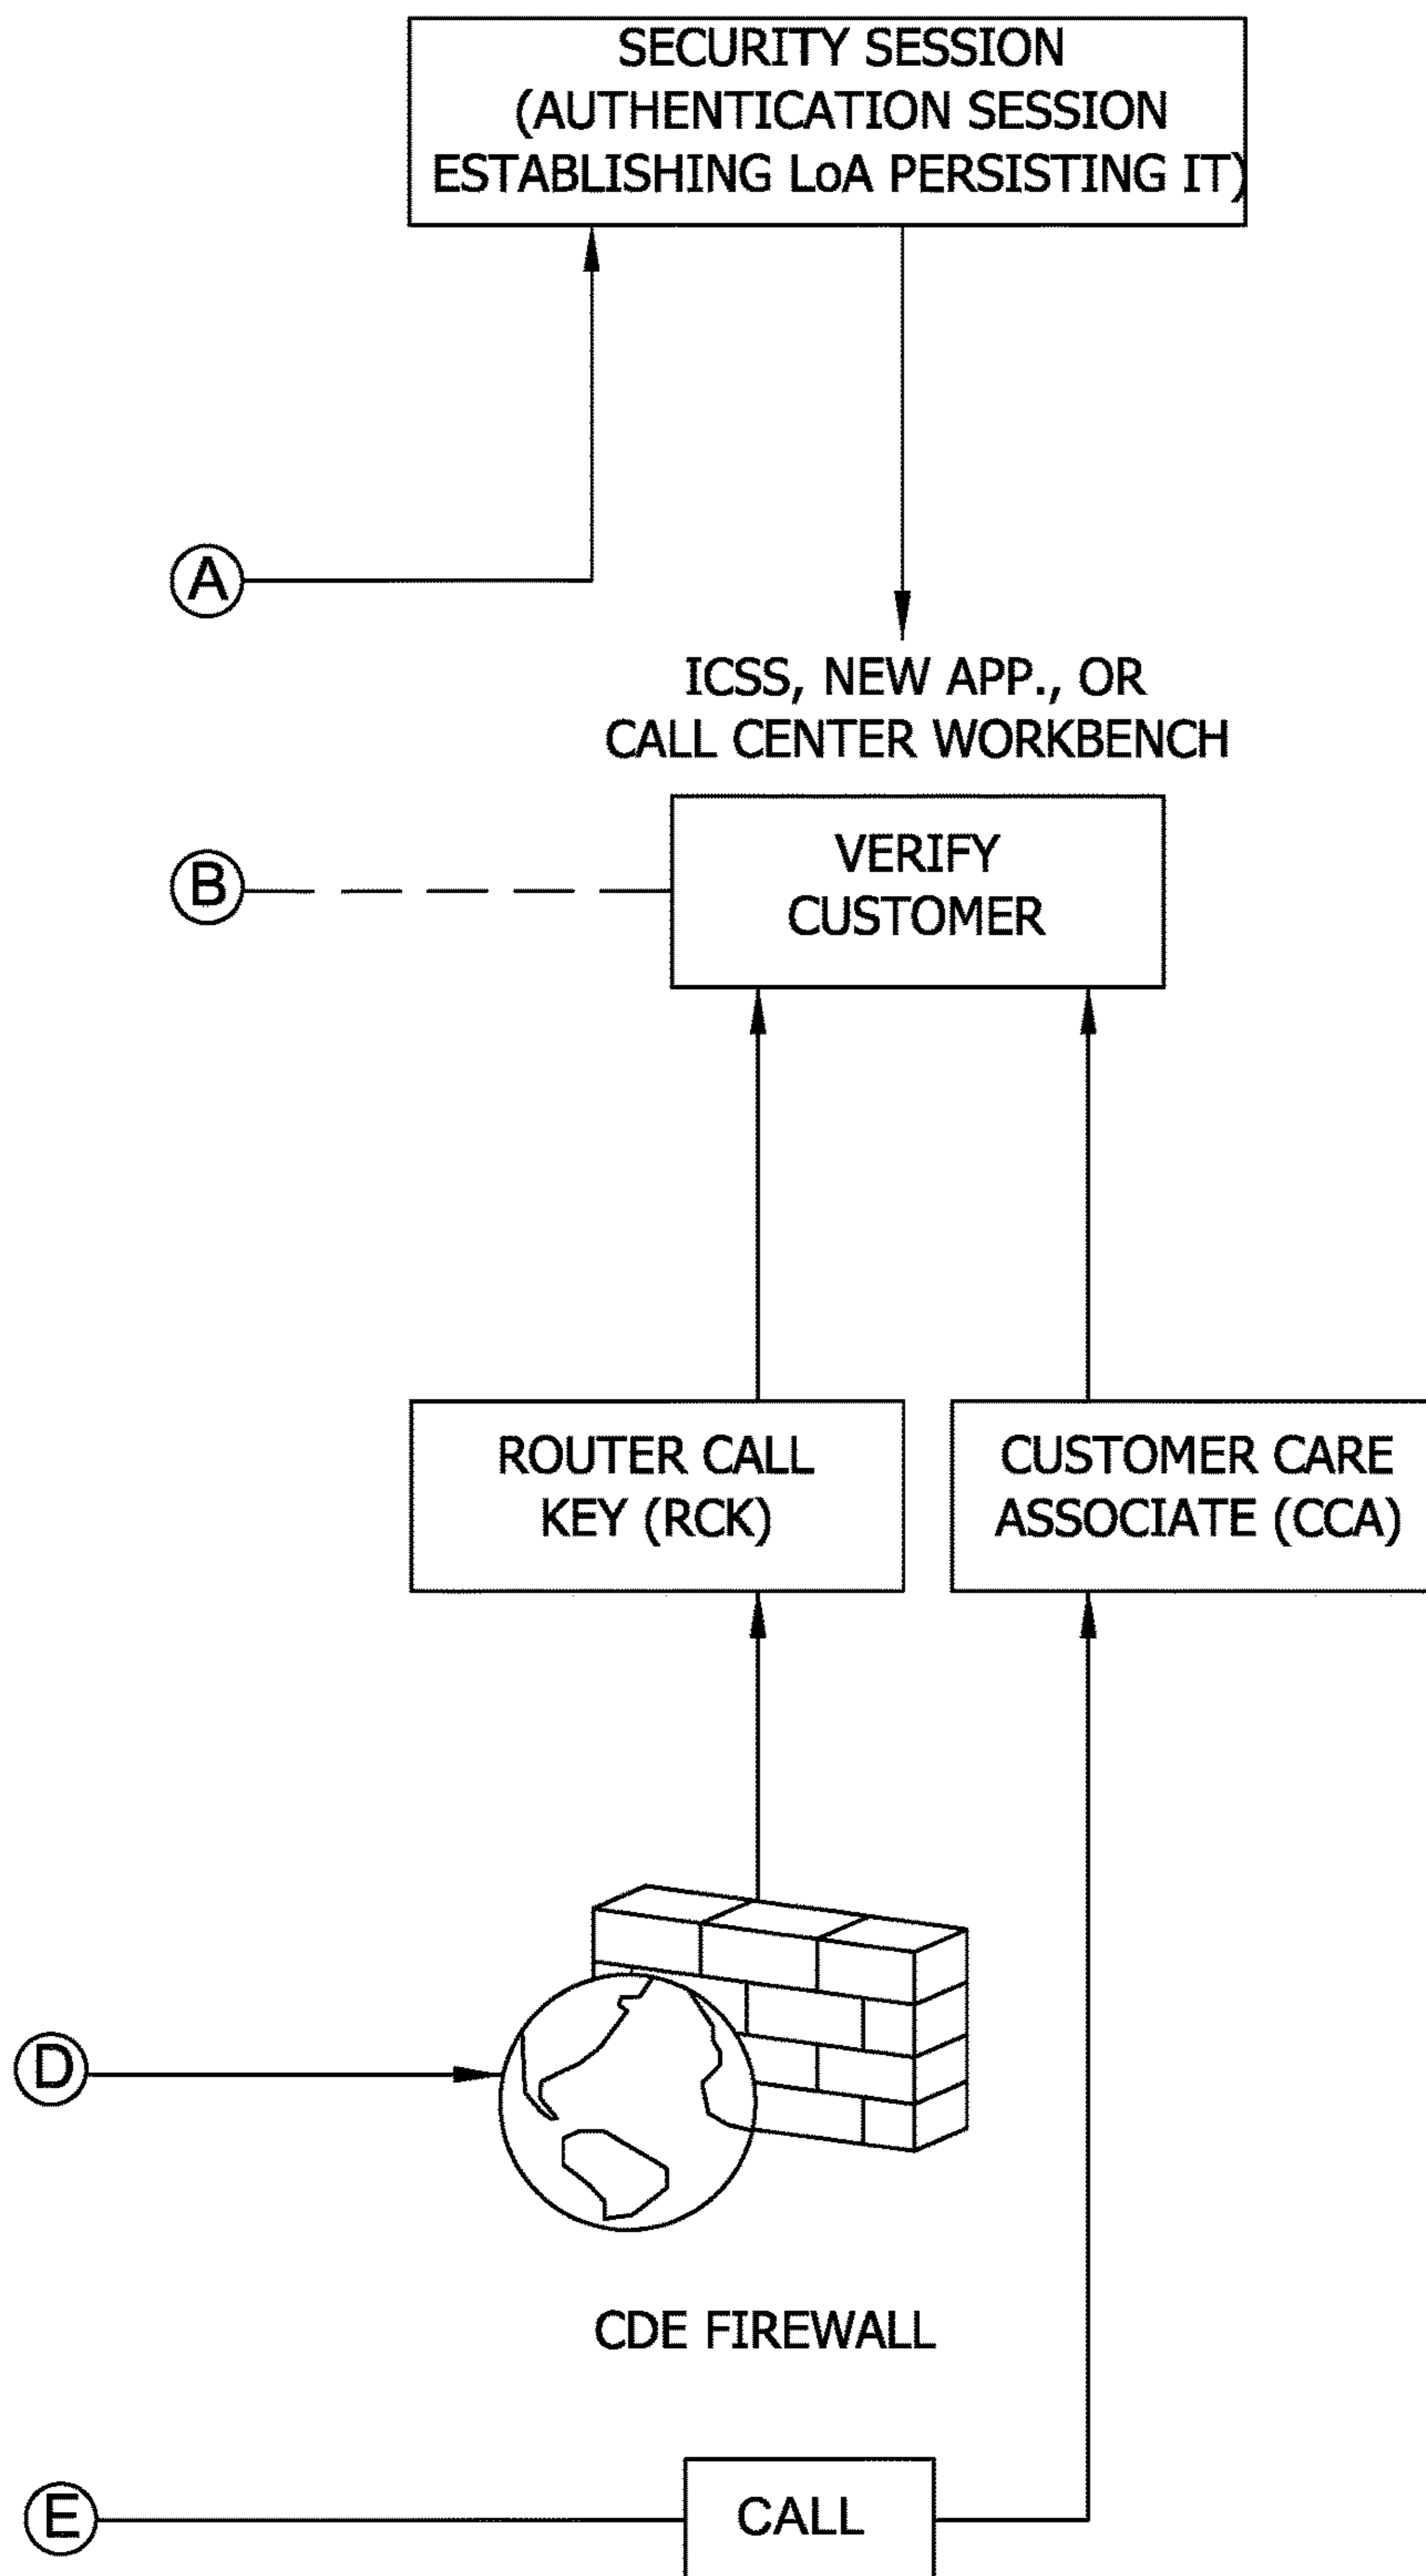 SECURITY SESSION
(AUTHENTICATION SESSION
ESTABLISHING LoA PERSISTING IT)
A
ICSS, NEW APP., OR
CALL CENTER WORKBENCH
B
VERIFY
CUSTOMER
ROUTER CALL
KEY (RCK)
CUSTOMER CARE
ASSOCIATE (CCA)
D
CDE FIREWALL
E
CALL